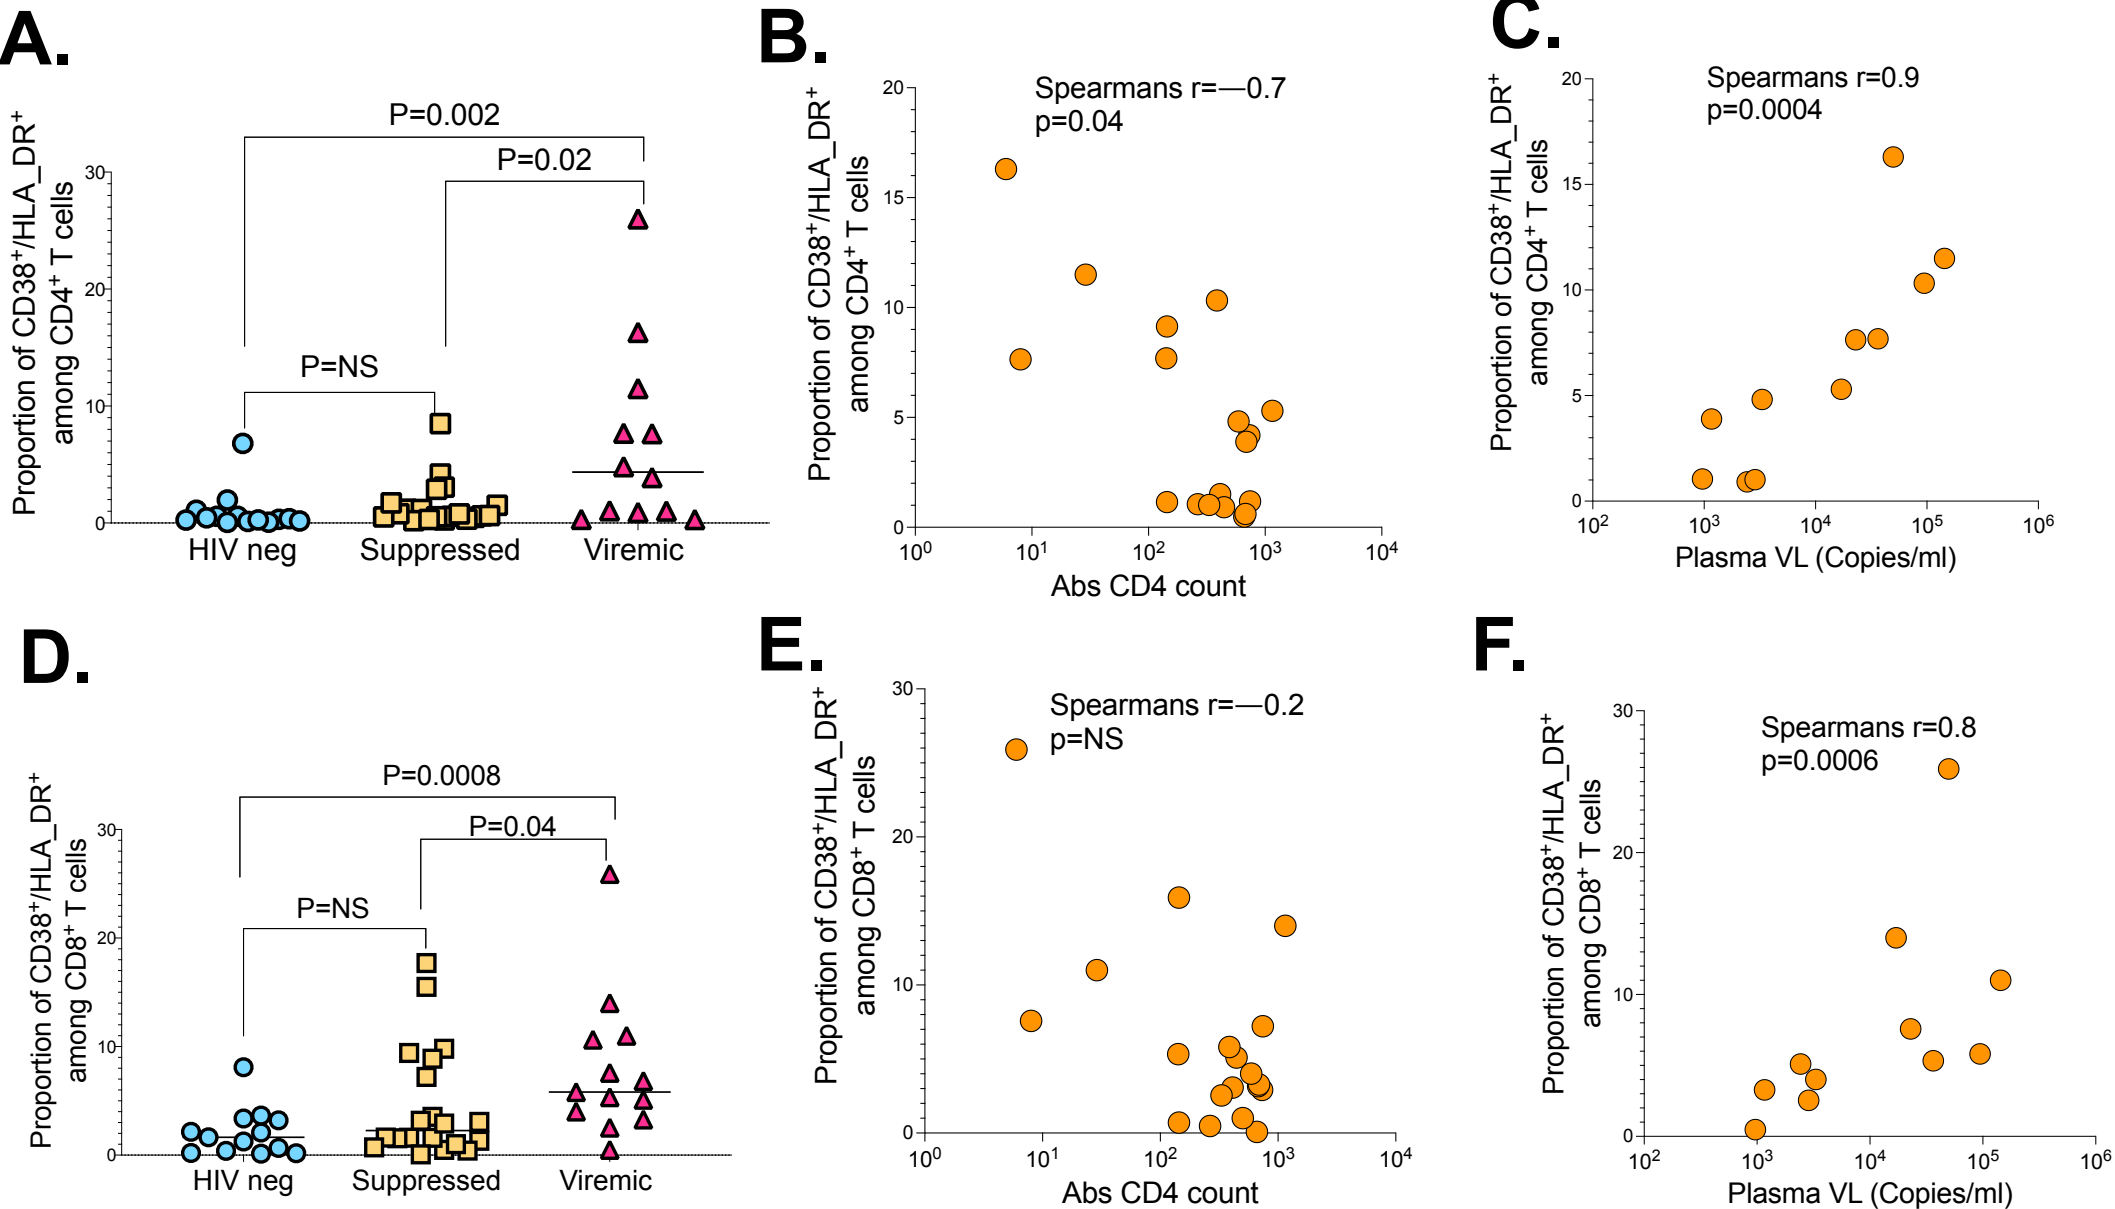 A.
P=0.002
P=0.02
P=NS
Proportion of CD38⁺/HLA_DR⁺
among CD4⁺ T cells
30
20
10
0
HIV neg
Suppressed
Viremic
B.
Spearmans r=—0.7
p=0.04
Proportion of CD38⁺/HLA_DR⁺
among CD4⁺ T cells
20
15
10
5
0
10⁰
10¹
10²
10³
10⁴
Abs CD4 count
C.
Spearmans r=0.9
p=0.0004
Proportion of CD38⁺/HLA_DR⁺
among CD4⁺ T cells
20
15
10
5
0
10²
10³
10⁴
10⁵
10⁶
Plasma VL (Copies/ml)
D.
P=0.0008
P=0.04
P=NS
Proportion of CD38⁺/HLA_DR⁺
among CD8⁺ T cells
30
20
10
0
HIV neg
Suppressed
Viremic
E.
Spearmans r=—0.2
p=NS
Proportion of CD38⁺/HLA_DR⁺
among CD8⁺ T cells
30
20
10
0
10⁰
10¹
10²
10³
10⁴
Abs CD4 count
F.
Spearmans r=0.8
p=0.0006
Proportion of CD38⁺/HLA_DR⁺
among CD8⁺ T cells
30
20
10
0
10²
10³
10⁴
10⁵
10⁶
Plasma VL (Copies/ml)